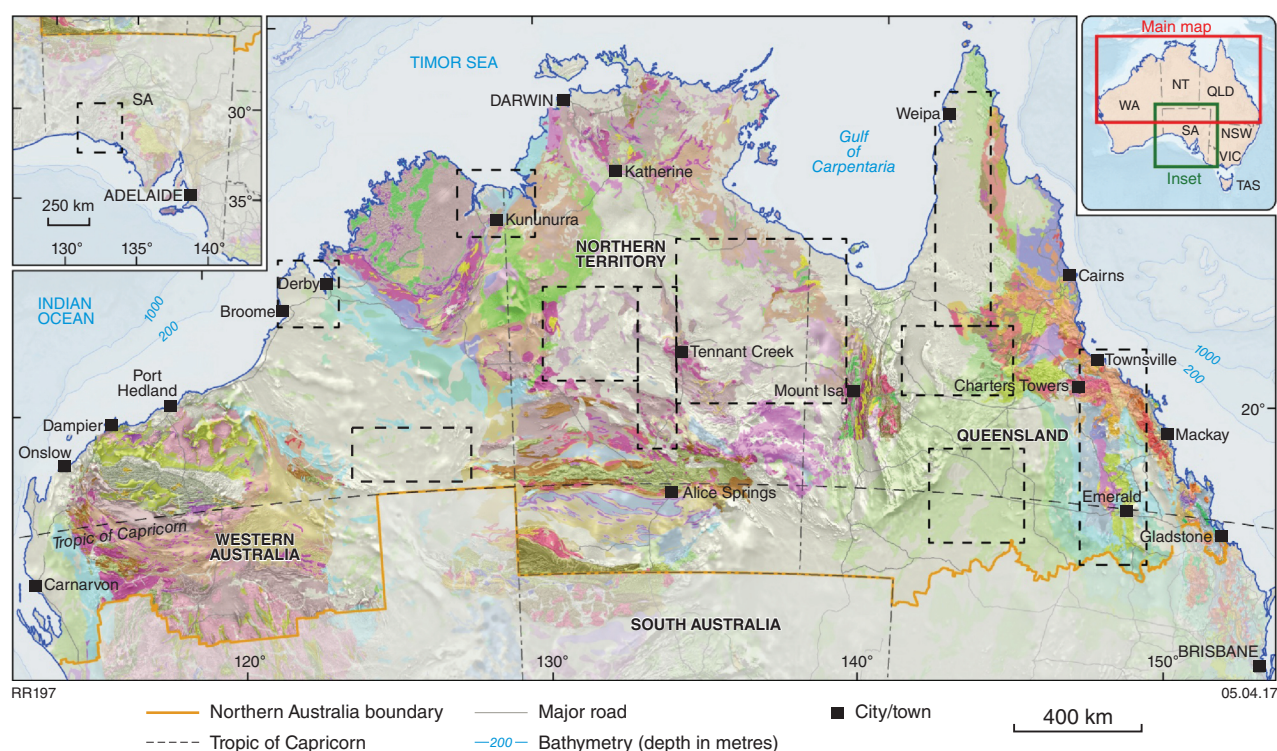 SA
30°
ADELAIDE
35°
250 km
130°
135°
140°
TIMOR SEA
DARWIN
Katherine
Kununurra
NORTHERN
TERRITORY
Gulf
of
Carpentaria
Weipa
Main map
NT
QLD
WA
SA
NSW
VIC
Inset
TAS
INDIAN
OCEAN
1000
200
Derby
Broome
Port
Hedland
Dampier
Onslow
Tennant Creek
Mount Isa
Cairns
Townsville
Charters Towers
1000
200
20°
QUEENSLAND
Mackay
Alice Springs
Emerald
Gladstone
Tropic of Capricorn
WESTERN
AUSTRALIA
Carnarvon
SOUTH AUSTRALIA
BRISBANE
120°
130°
140°
150°
RR197
05.04.17
Northern Australia boundary
Major road
City/town
400 km
Tropic of Capricorn
200
Bathymetry (depth in metres)